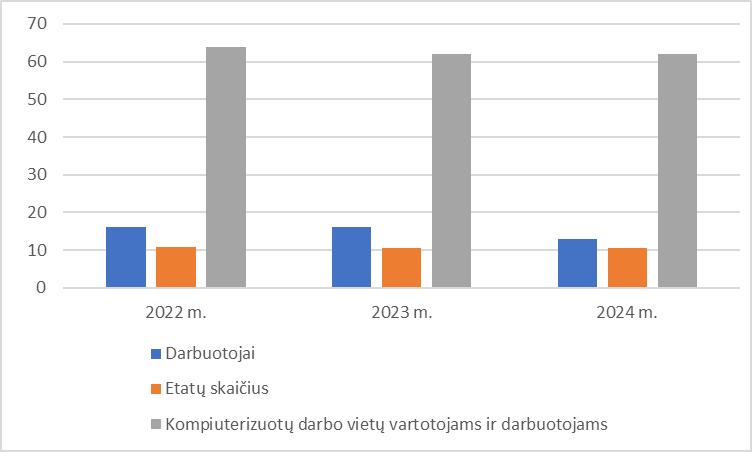 70
60
50
40
30
20
10
0
2022 m.
2023 m.
2024 m.
Darbuotojai
Etatų skaičius
Kompiuterizuotų darbo vietų vartotojams ir darbuotojams